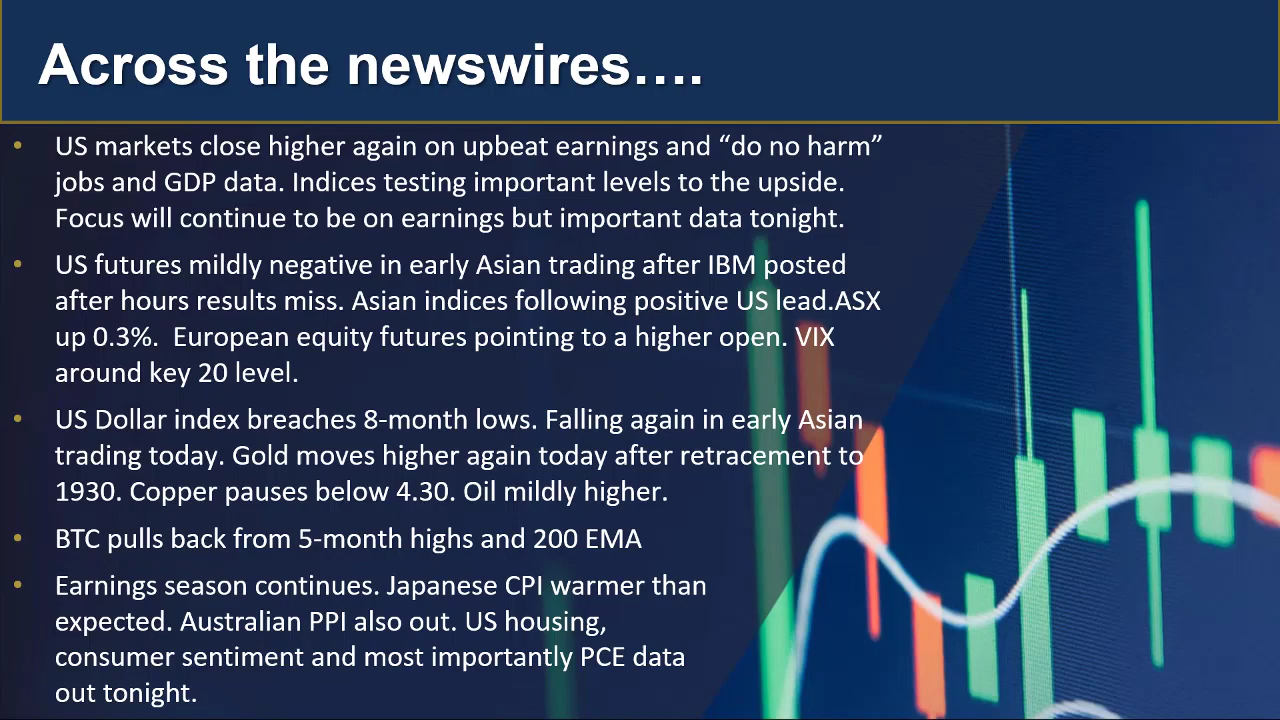 Across the newswires….
• US markets close higher again on upbeat earnings and “do no harm”
jobs and GDP data. Indices testing important levels to the upside.
Focus will continue to be on earnings but important data tonight.
• US futures mildly negative in early Asian trading after IBM posted
after hours results miss. Asian indices following positive US lead.ASX
up 0.3%.  European equity futures pointing to a higher open. VIX
around key 20 level.
• US Dollar index breaches 8-month lows. Falling again in early Asian
trading today. Gold moves higher again today after retracement to
1930. Copper pauses below 4.30. Oil mildly higher.
• BTC pulls back from 5-month highs and 200 EMA
• Earnings season continues. Japanese CPI warmer than
expected. Australian PPI also out. US housing,
consumer sentiment and most importantly PCE data
out tonight.